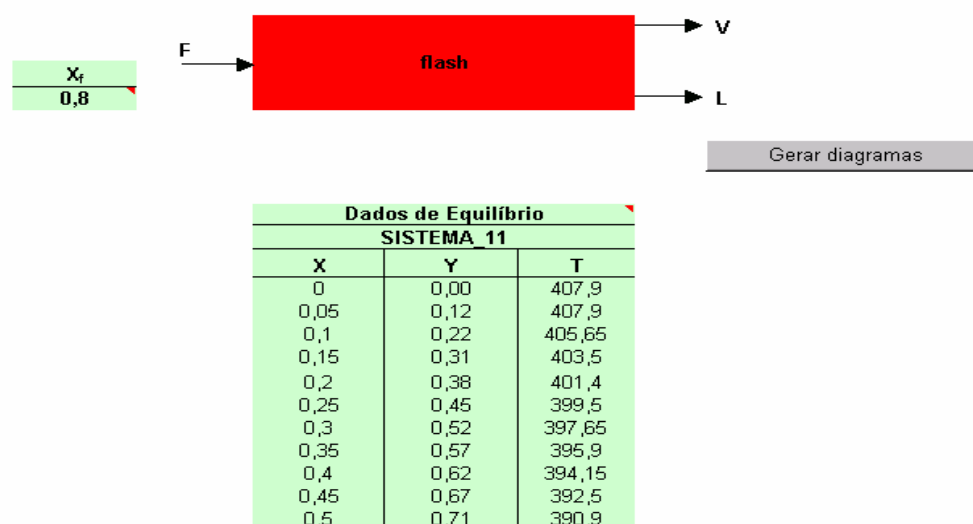 F
flash
V
L
Xf
0,8
Gerar diagramas
Dados de Equilíbrio
SISTEMA_11
X Y T
0 0,00 407,9
0,05 0,12 407,9
0,1 0,22 405,65
0,15 0,31 403,5
0,2 0,38 401,4
0,25 0,45 399,5
0,3 0,52 397,65
0,35 0,57 395,9
0,4 0,62 394,15
0,45 0,67 392,5
0,5 0,71 390,9